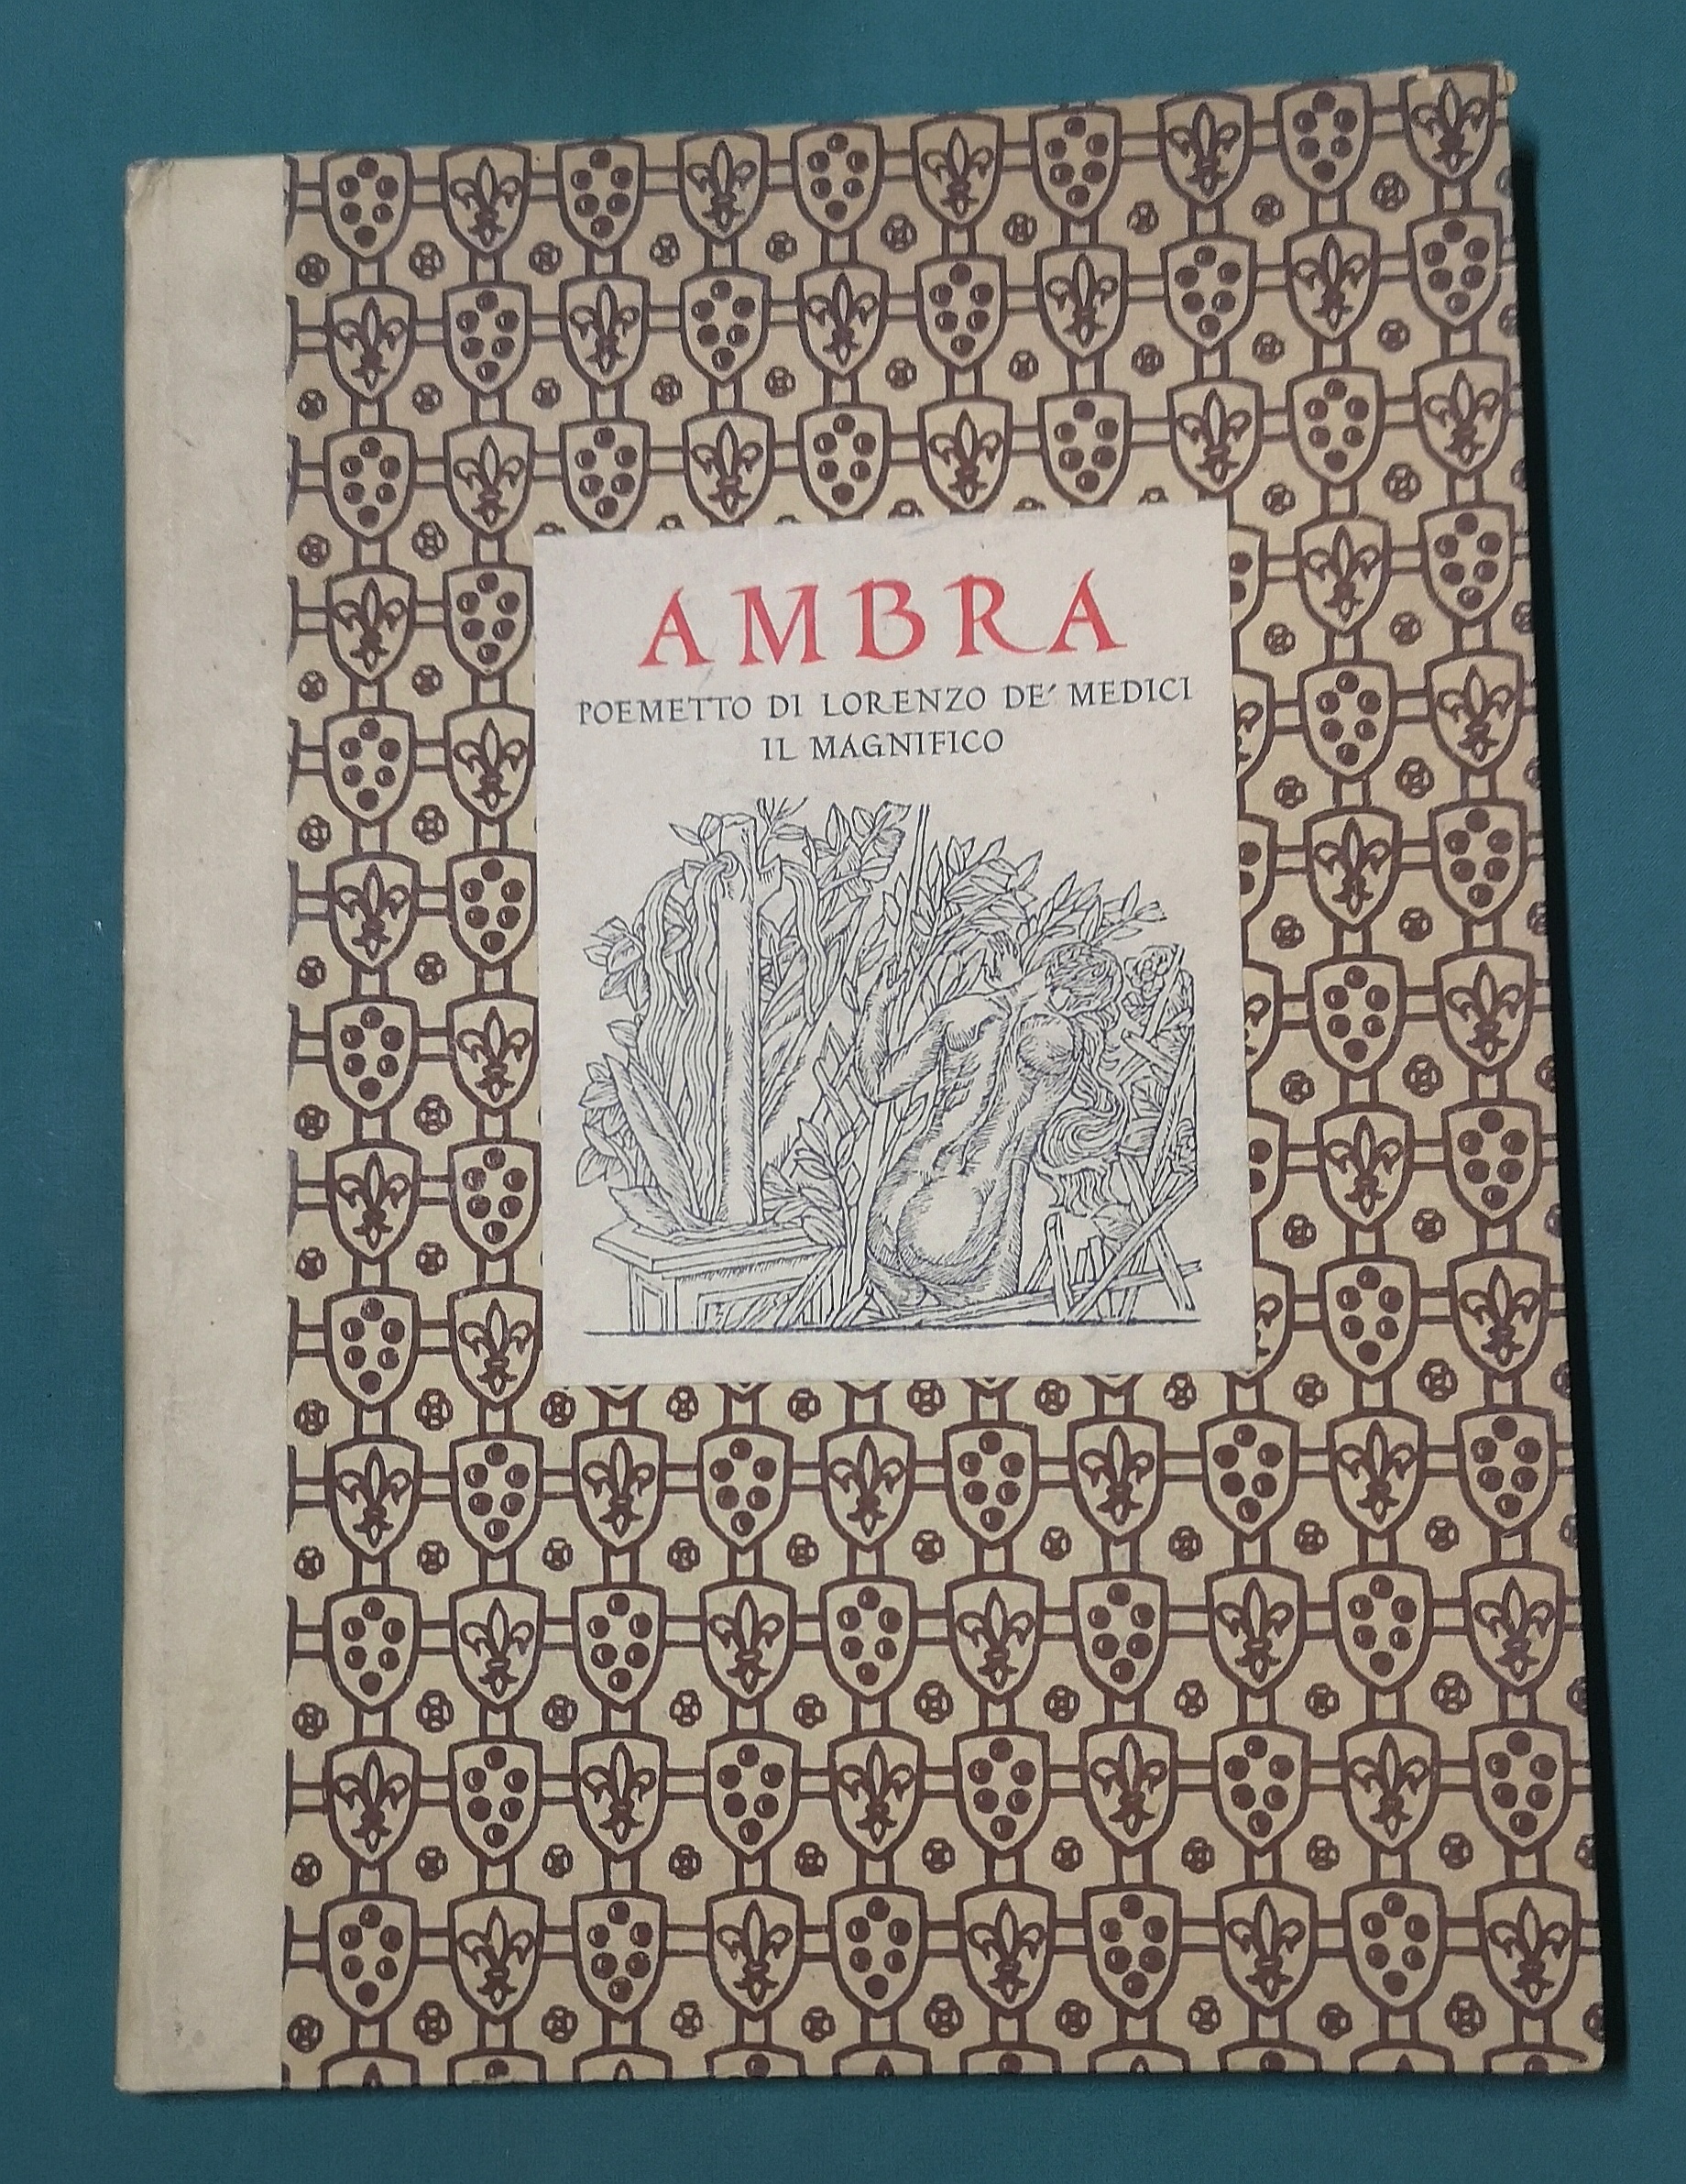 AMBRA
POEMETTO DI LORENZO DE' MEDICI
IL MAGNIFICO